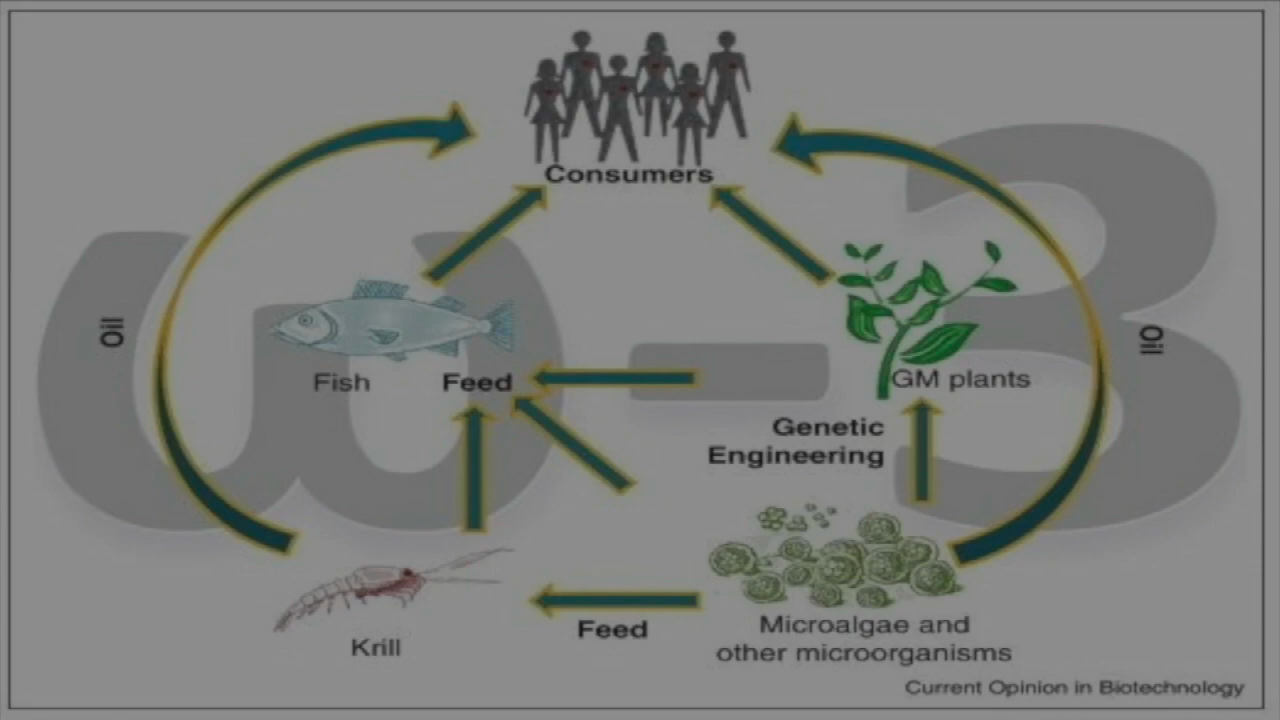 Consumers
Oil
Oil
Fish
Feed
GM plants
Genetic
Engineering
Krill
Feed
Microalgae and
other microorganisms
Current Opinion in Biotechnology
ω-3